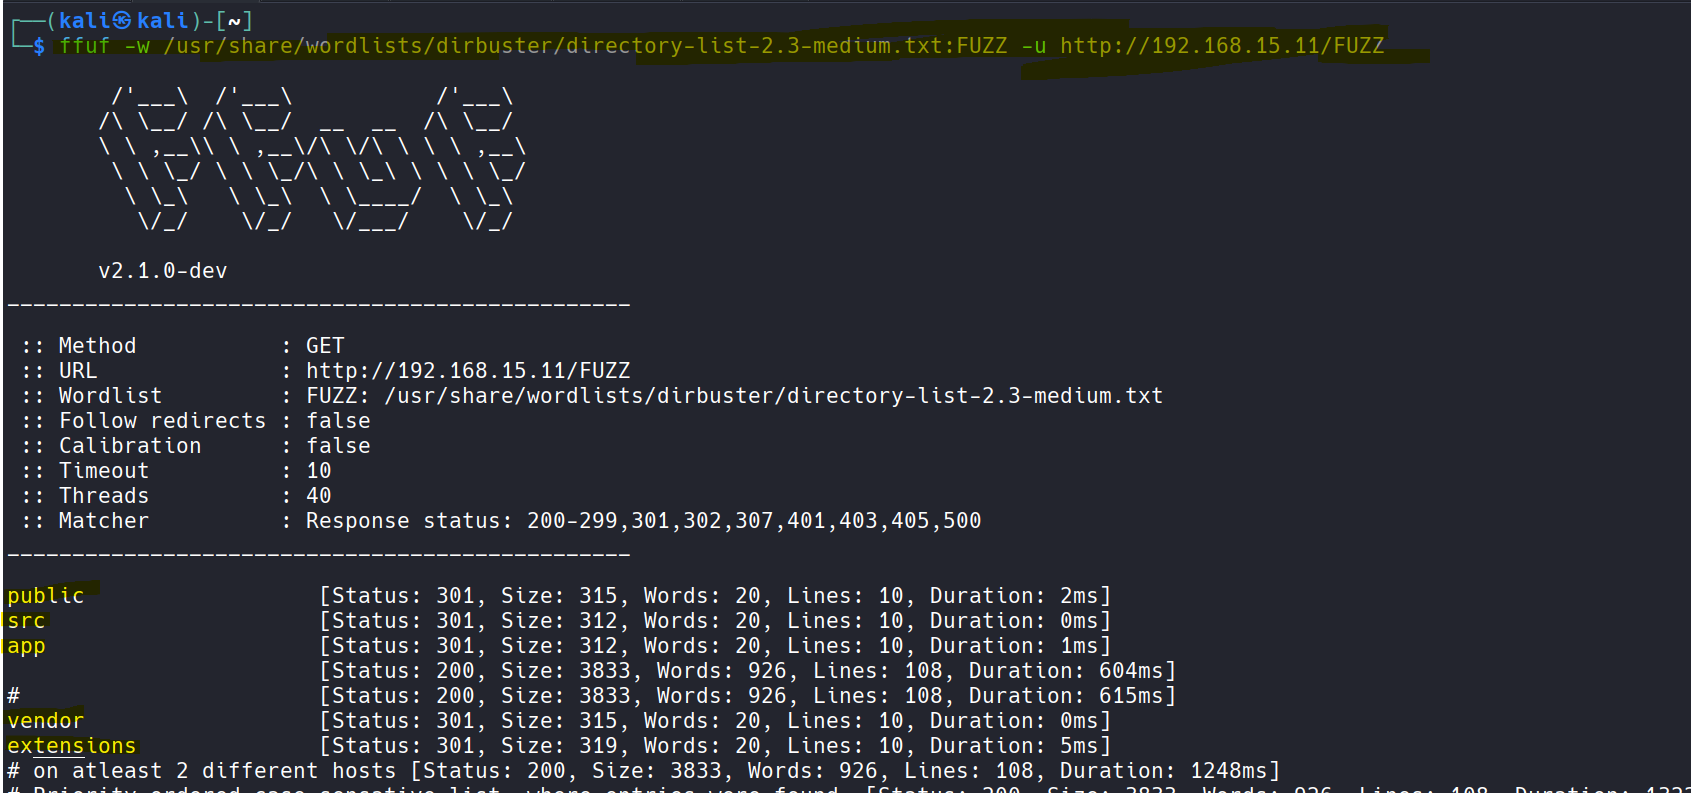 ┌──(kali㉿kali)-[~]
└─$ ffuf -w /usr/share/wordlists/dirbuster/directory-list-2.3-medium.txt:FUZZ -u http://192.168.15.11/FUZZ
        /'___\  /'___\           /'___\
       /\ \__/ /\ \__/  __  __  /\ \__/
       \ \ ,__\\ \ ,__\/\ \/\ \ \ \ ,__\
        \ \ \_/ \ \ \_/\ \ \_\ \ \ \ \_/
         \ \_\   \ \_\  \ \____/  \ \_\
          \/_/    \/_/   \/___/    \/_/
v2.1.0-dev
________________________________________________
:: Method : GET
:: URL : http://192.168.15.11/FUZZ
:: Wordlist : FUZZ: /usr/share/wordlists/dirbuster/directory-list-2.3-medium.txt
:: Follow redirects : false
:: Calibration : false
:: Timeout : 10
:: Threads : 40
:: Matcher : Response status: 200-299,301,302,307,401,403,405,500
________________________________________________
public [Status: 301, Size: 315, Words: 20, Lines: 10, Duration: 2ms]
src [Status: 301, Size: 312, Words: 20, Lines: 10, Duration: 0ms]
app [Status: 301, Size: 312, Words: 20, Lines: 10, Duration: 1ms]
[Status: 200, Size: 3833, Words: 926, Lines: 108, Duration: 604ms]
# [Status: 200, Size: 3833, Words: 926, Lines: 108, Duration: 615ms]
vendor [Status: 301, Size: 315, Words: 20, Lines: 10, Duration: 0ms]
extensions [Status: 301, Size: 319, Words: 20, Lines: 10, Duration: 5ms]
# on atleast 2 different hosts [Status: 200, Size: 3833, Words: 926, Lines: 108, Duration: 1248ms]
# Priority ordered case sensative list, where entries were found [Status: 200, Size: 3833, Words: 926, Lines: 108, Duration: